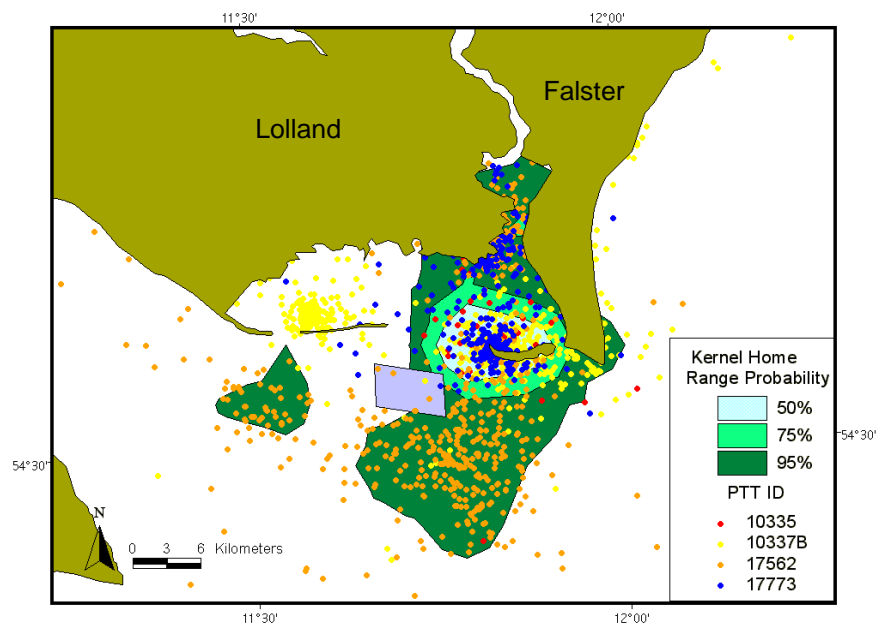 11°30' 12°00'
Falster
Lolland
Kernel Home
Range Probability
50%
75%
95%
PTT ID
10335
10337B
17562
17773
54°30' 54°30'
N
0 3 6 Kilometers
11°30' 12°00'